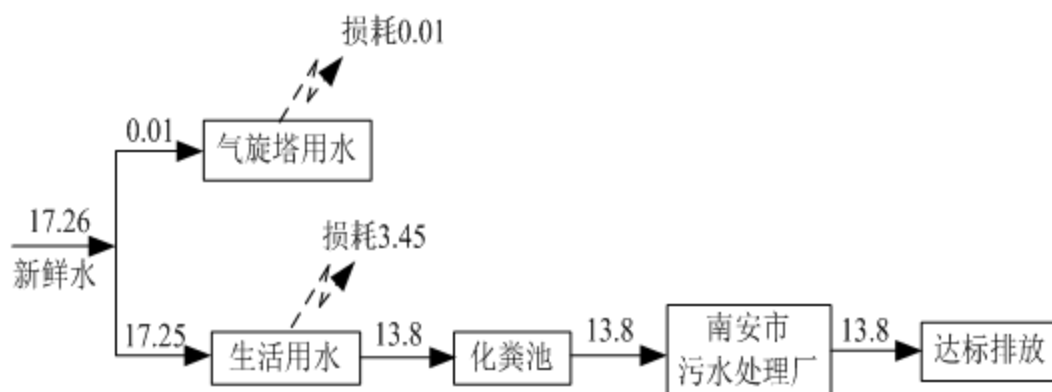 损耗0.01
0.01
气旋塔用水
17.26
新鲜水
损耗3.45
17.25
生活用水
13.8
化粪池
13.8
南安市
污水处理厂
13.8
达标排放